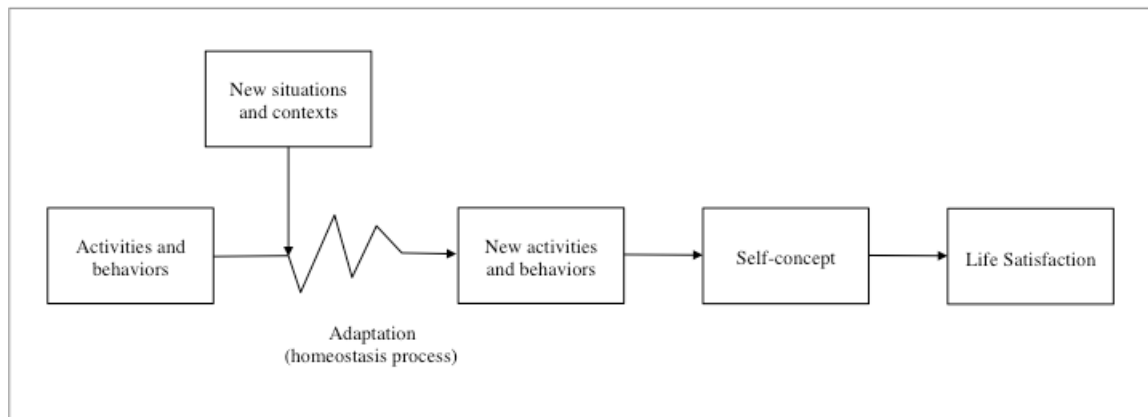 New situations
and contexts
Activities and
behaviors
New activities
and behaviors
Self-concept
Life Satisfaction
Adaptation
(homeostasis process)